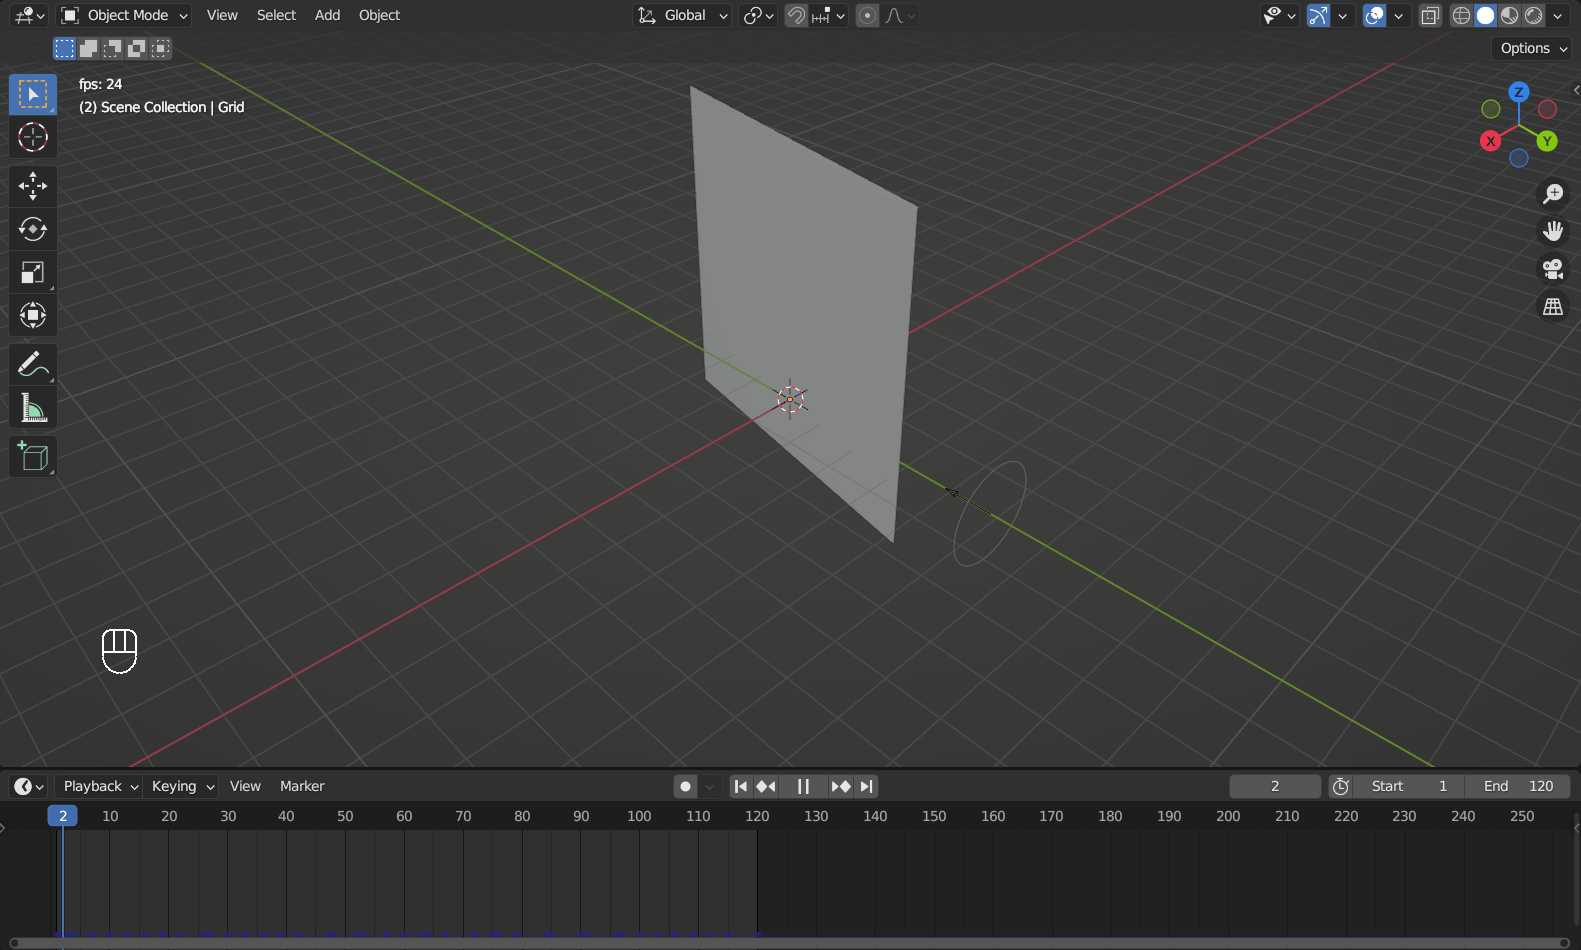 Object Mode View Select Add Object Global
Options
fps: 24
(2) Scene Collection | Grid
Z
X Y
Playback Keying View Marker 2 Start 1 End 120
2 10 20 30 40 50 60 70 80 90 100 110 120 130 140 150 160 170 180 190 200 210 220 230 240 250